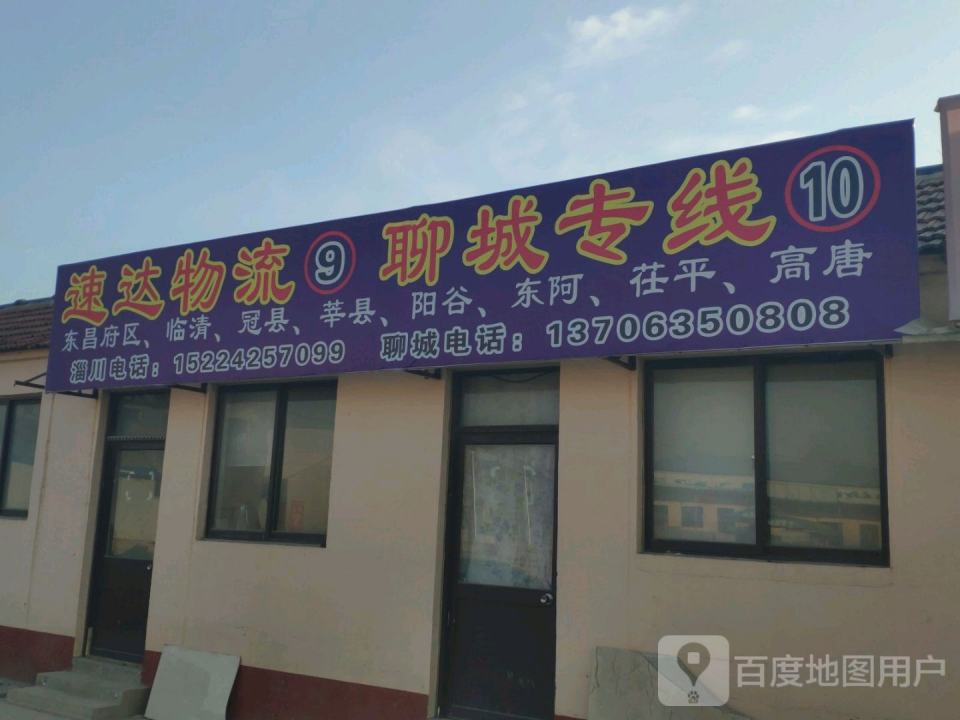 速达物流 9 聊城专线 10
东昌府区、临清、冠县、莘县、阳谷、东阿、茌平、高唐
淄川电话：15224257099 聊城电话：13706350808
百度地图用户